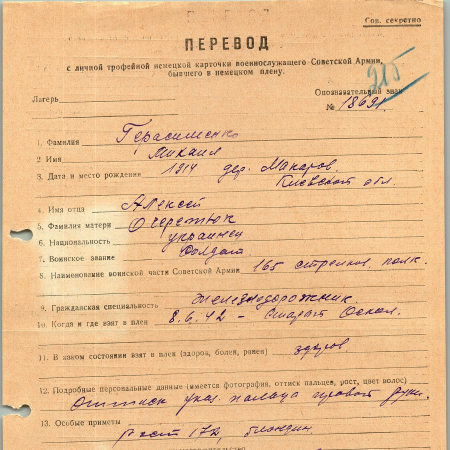 Сов. секретно
ПЕРЕВОД
с личной трофейной немецкой карточки военнослужащего Советской Армии,
бывшего в немецком плену.
215
Лагерь
Опознавательный знак
№ 18691
1. Фамилия Герасименко
2. Имя Михаил
3. Дата и место рождения 1914 дер. Макаров.
Киевской обл.
4. Имя отца Алексей
5. Фамилия матери Очередюк
6. Национальность украинец
7. Воинское звание Солдат
8. Наименование воинской части Советской Армии 165 стрелков. полк.
9. Гражданская специальность железнодорожник.
10. Когда и где взят в плен 8.6.42 – Старый Оскол.
11. В каком состоянии взят в плен (здоров, болен, ранен) здоров
12. Подробные персональные данные (имеется фотография, оттиск пальцев, рост, цвет волос)
Оттиск указ. пальца правой руки.
13. Особые приметы
Рост 172, блондин.